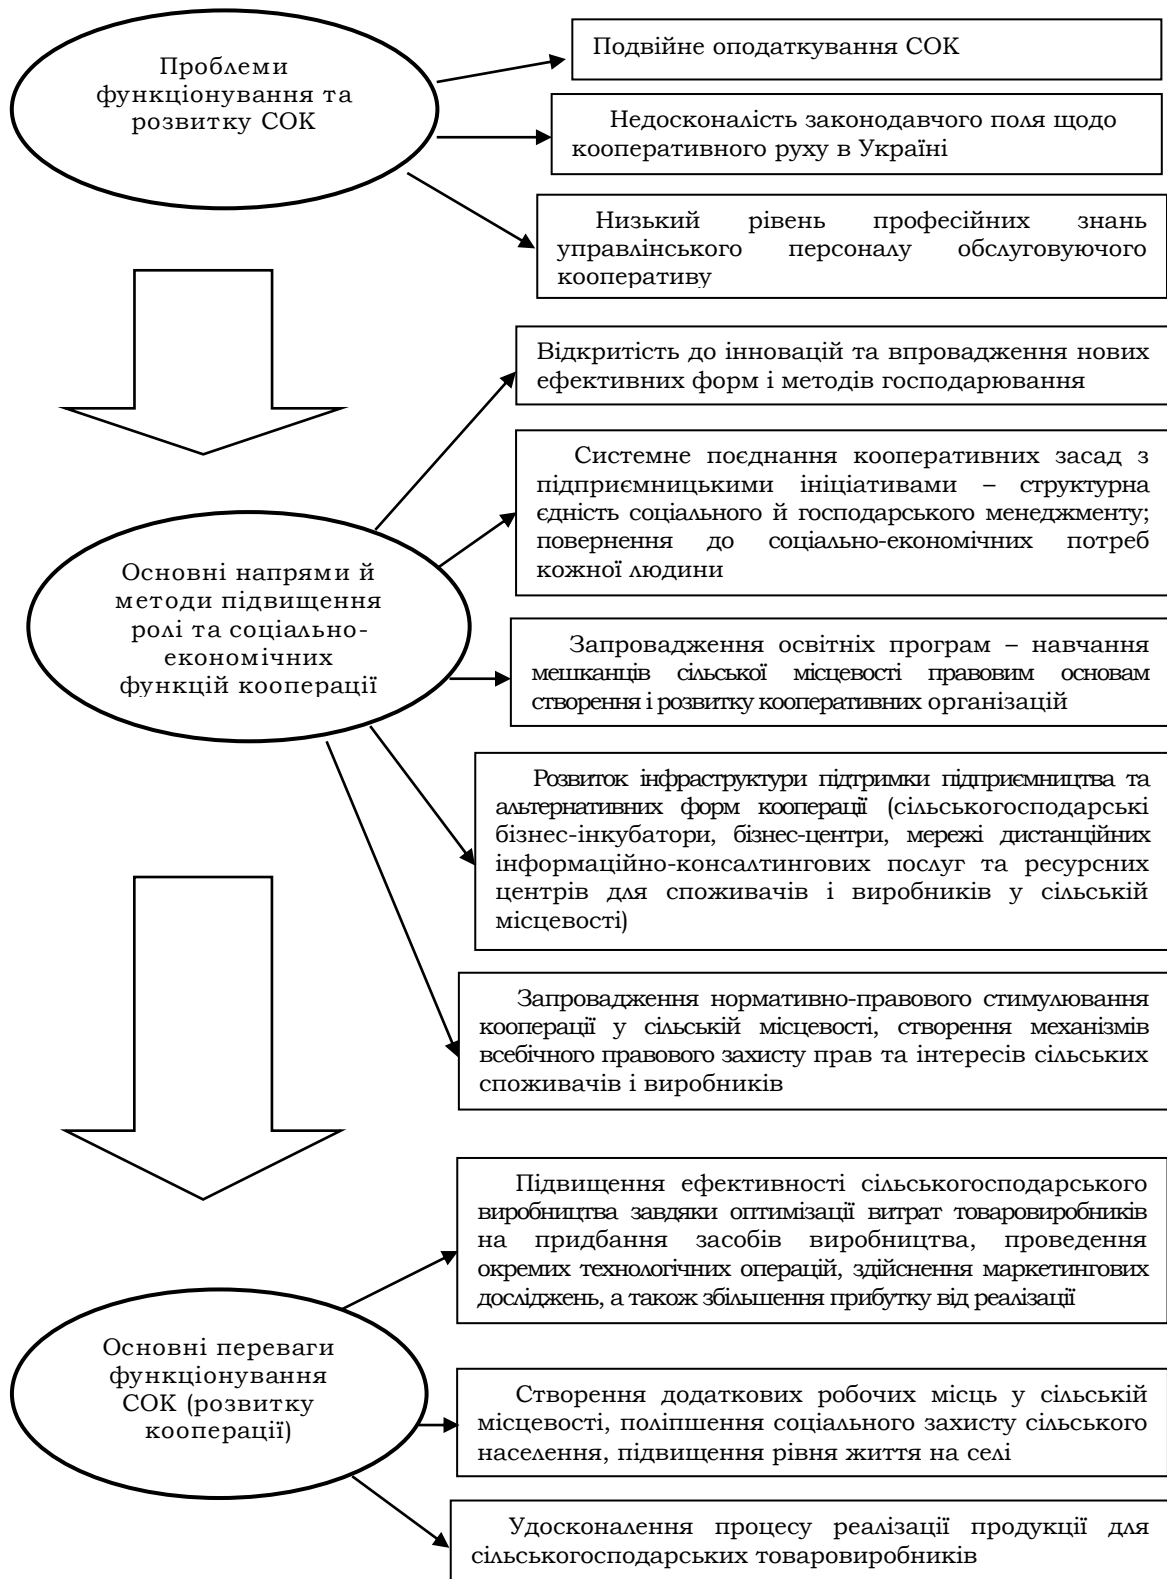 Проблеми
функціонування та
розвитку СОК
Подвійне оподаткування СОК
Недосконалість законодавчого поля щодо
кооперативного руху в Україні
Низький рівень професійних знань
управлінського персоналу обслуговуючого
кооперативу
Відкритість до інновацій та впровадження нових
ефективних форм і методів господарювання
Системне поєднання кооперативних засад з
підприємницькими ініціативами – структурна
єдність соціального й господарського менеджменту;
повернення до соціально-економічних потреб
кожної людини
Основні напрями й
методи підвищення
ролі та соціально-
економічних
функцій кооперації
Запровадження освітніх програм – навчання
мешканців сільської місцевості правовим основам
створення і розвитку кооперативних організацій
Розвиток інфраструктури підтримки підприємництва та
альтернативних форм кооперації (сільськогосподарські
бізнес-інкубатори, бізнес-центри, мережі дистанційних
інформаційно-консалтингових послуг та ресурсних
центрів для споживачів і виробників у сільській
місцевості)
Запровадження нормативно-правового стимулювання
кооперації у сільській місцевості, створення механізмів
всебічного правового захисту прав та інтересів сільських
споживачів і виробників
Підвищення ефективності сільськогосподарського
виробництва завдяки оптимізації витрат товаровиробників
на придбання засобів виробництва, проведення
окремих технологічних операцій, здійснення маркетингових
досліджень, а також збільшення прибутку від реалізації
Основні переваги
функціонування
СОК (розвитку
кооперації)
Створення додаткових робочих місць у сільській
місцевості, поліпшення соціального захисту сільського
населення, підвищення рівня життя на селі
Удосконалення процесу реалізації продукції для
сільськогосподарських товаровиробників